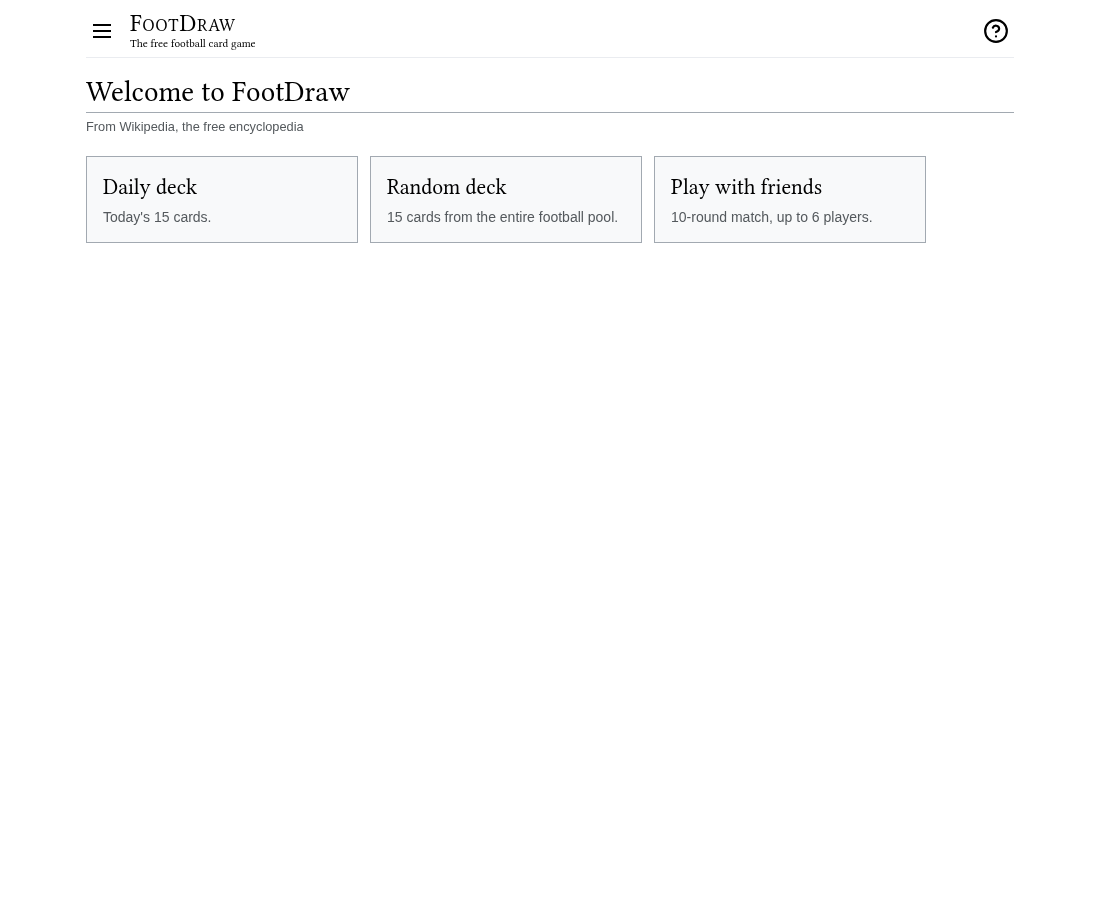 FOOTDRAW
The free football card game
Welcome to FootDraw
From Wikipedia, the free encyclopedia
Daily deck
Today's 15 cards.
Random deck
15 cards from the entire football pool.
Play with friends
10-round match, up to 6 players.